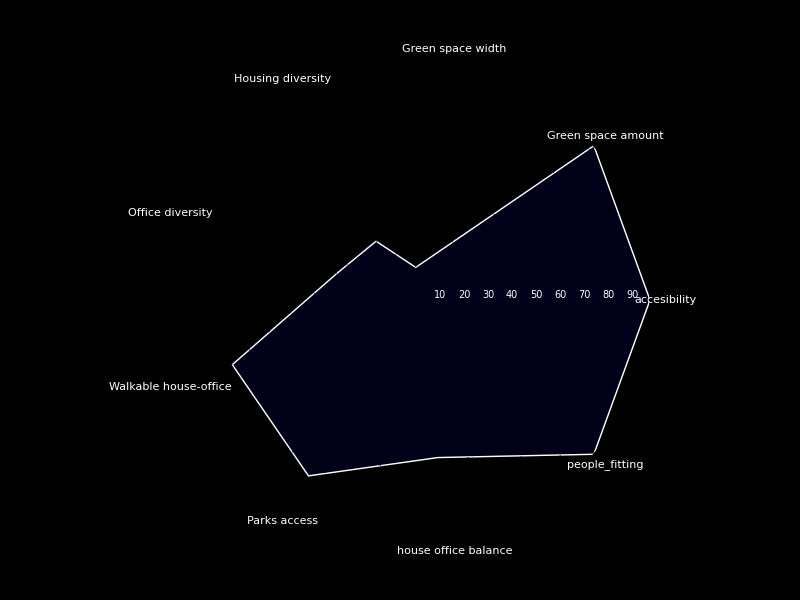 Green space width
Housing diversity
Green space amount
Office diversity
10 20 30 40 50 60 70 80 90
accesibility
Walkable house-office
people_fitting
Parks access
house office balance